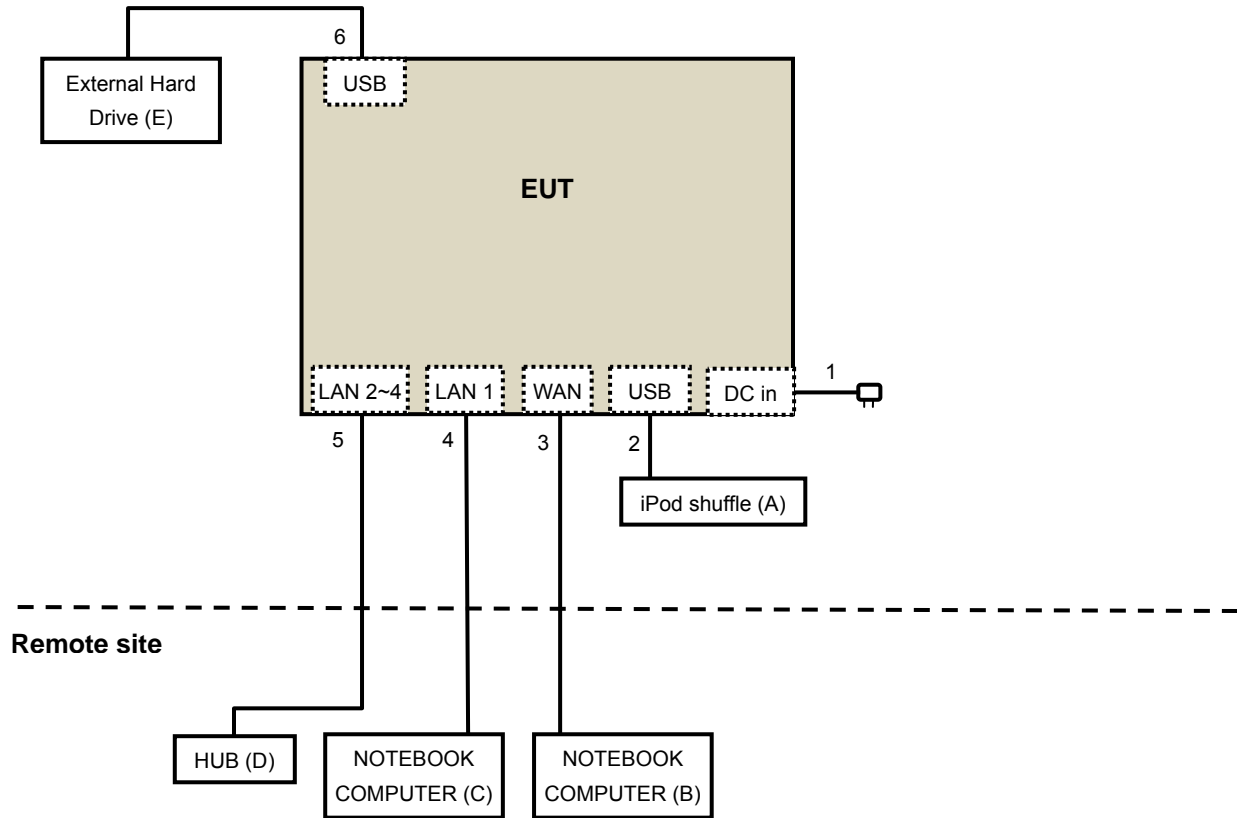 6
External Hard
Drive (E)
USB
EUT
LAN 2~4
LAN 1
WAN
USB
DC in
1
5
4
3
2
iPod shuffle (A)
Remote site
HUB (D)
NOTEBOOK
COMPUTER (C)
NOTEBOOK
COMPUTER (B)